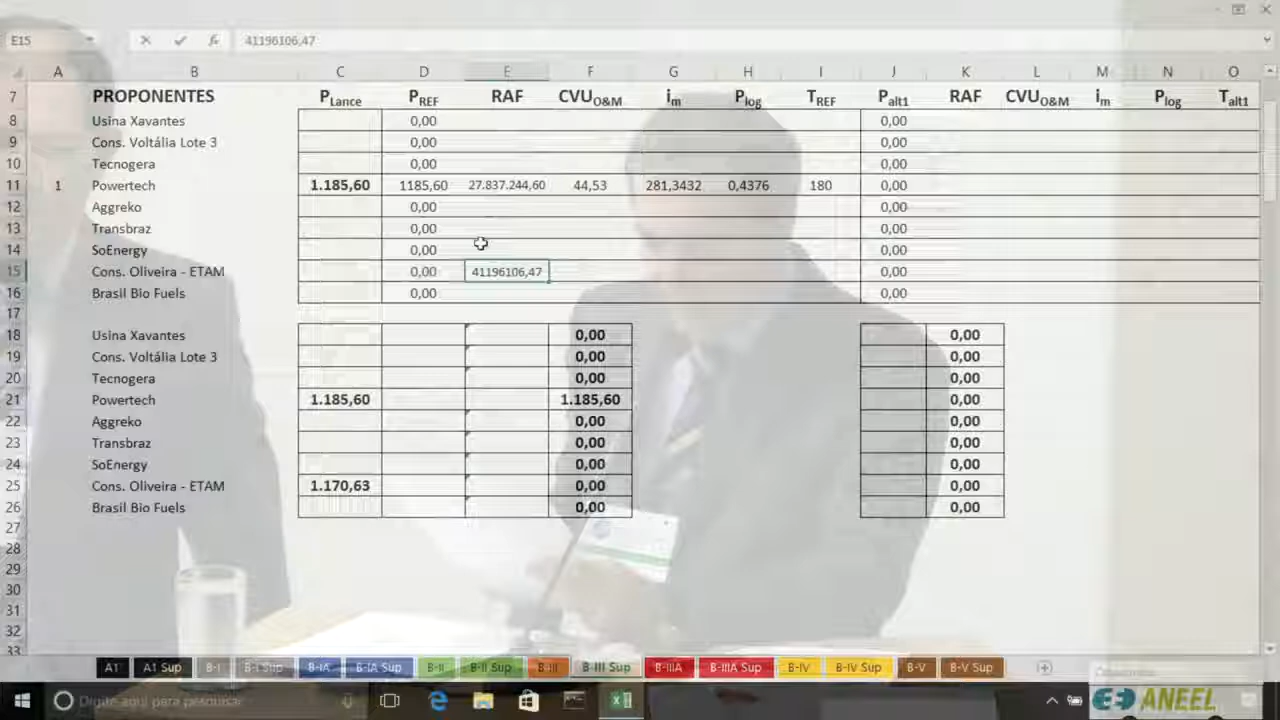 E15 fx 41196106,47
A B C D E F G H I J K L M N O
7 PROPONENTES PLance PREF RAF CVUO&M im Plog TREF Palt1 RAF CVUO&M im Plog Talt1
8 Usina Xavantes 0,00 0,00
9 Cons. Voltália Lote 3 0,00 0,00
10 Tecnogera 0,00 0,00
11 1 Powertech 1.185,60 1185,60 27.837.244,60 44,53 281,3432 0,4376 180 0,00
12 Aggreko 0,00 0,00
13 Transbraz 0,00 0,00
14 SoEnergy 0,00 0,00
15 Cons. Oliveira - ETAM 0,00 41196106,47 0,00
16 Brasil Bio Fuels 0,00 0,00
17
18 Usina Xavantes 0,00 0,00
19 Cons. Voltália Lote 3 0,00 0,00
20 Tecnogera 0,00 0,00
21 Powertech 1.185,60 1.185,60 0,00
22 Aggreko 0,00 0,00
23 Transbraz 0,00 0,00
24 SoEnergy 0,00 0,00
25 Cons. Oliveira - ETAM 1.170,63 0,00 0,00
26 Brasil Bio Fuels 0,00 0,00
27
28
29
30
31
32
33
A1 A1 Sup B-I B-I Sup B-IA B-IA Sup B-II B-II Sup B-III B-III Sup B-IIIA B-IIIA Sup B-IV B-IV Sup B-V B-V Sup
Digite aqui para pesquisar
ANEEL